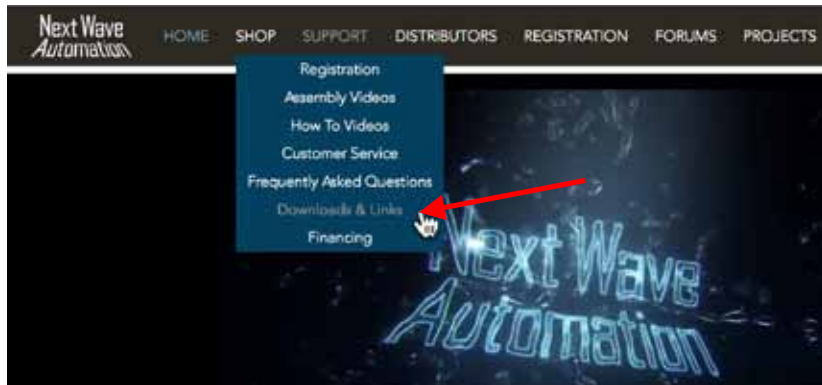 Next Wave
Automation
HOME SHOP SUPPORT DISTRIBUTORS REGISTRATION FORUMS PROJECTS
Registration
Assembly Videos
How To Videos
Customer Service
Frequently Asked Questions
Downloads & Links
Financing
Next Wave
Automation